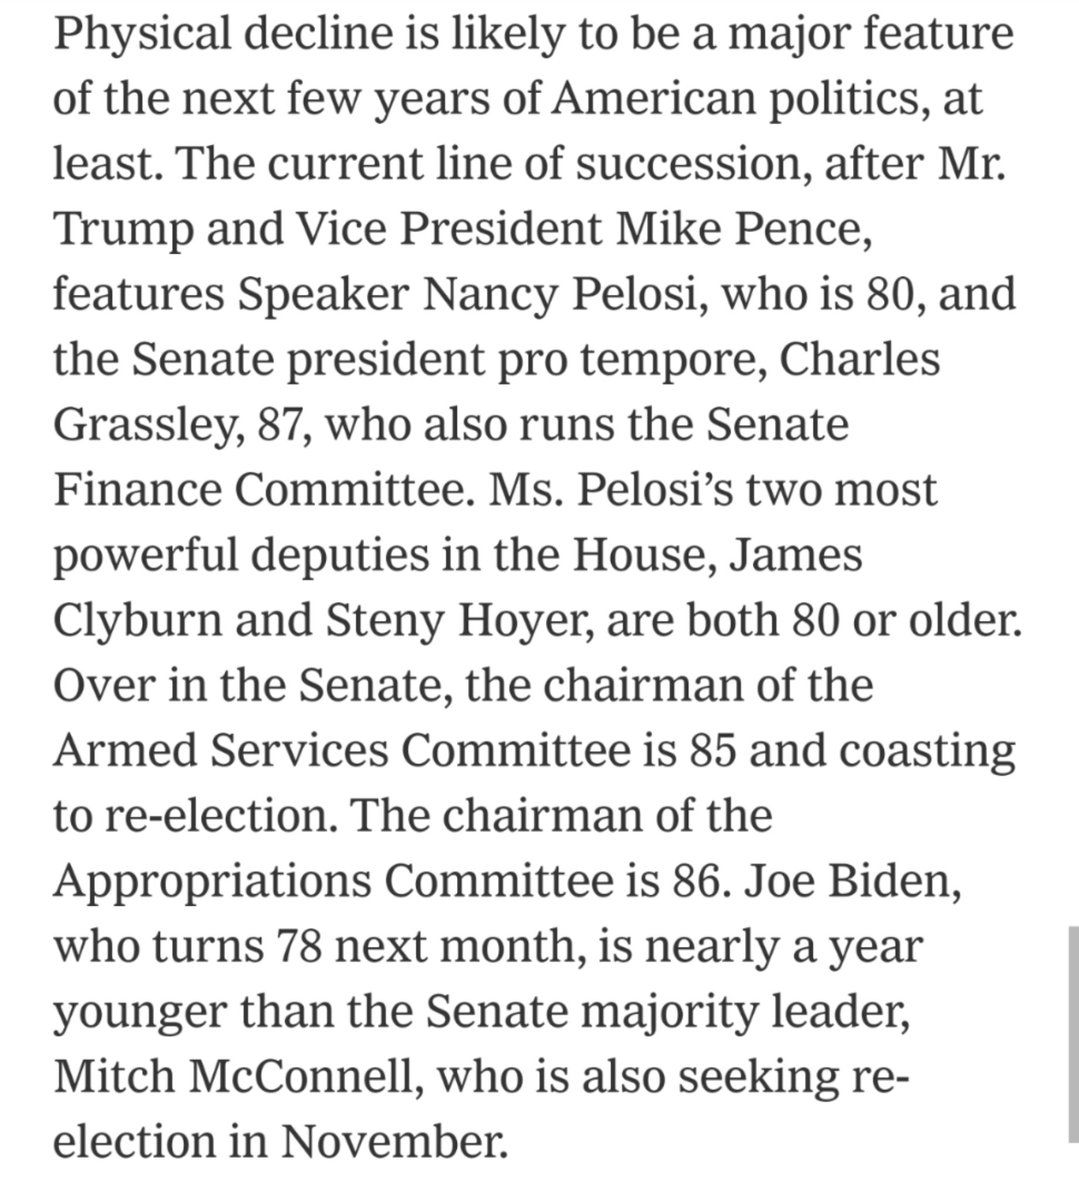 Physical decline is likely to be a major feature
of the next few years of American politics, at
least. The current line of succession, after Mr.
Trump and Vice President Mike Pence,
features Speaker Nancy Pelosi, who is 80, and
the Senate president pro tempore, Charles
Grassley, 87, who also runs the Senate
Finance Committee. Ms. Pelosi’s two most
powerful deputies in the House, James
Clyburn and Steny Hoyer, are both 80 or older.
Over in the Senate, the chairman of the
Armed Services Committee is 85 and coasting
to re-election. The chairman of the
Appropriations Committee is 86. Joe Biden,
who turns 78 next month, is nearly a year
younger than the Senate majority leader,
Mitch McConnell, who is also seeking re-
election in November.